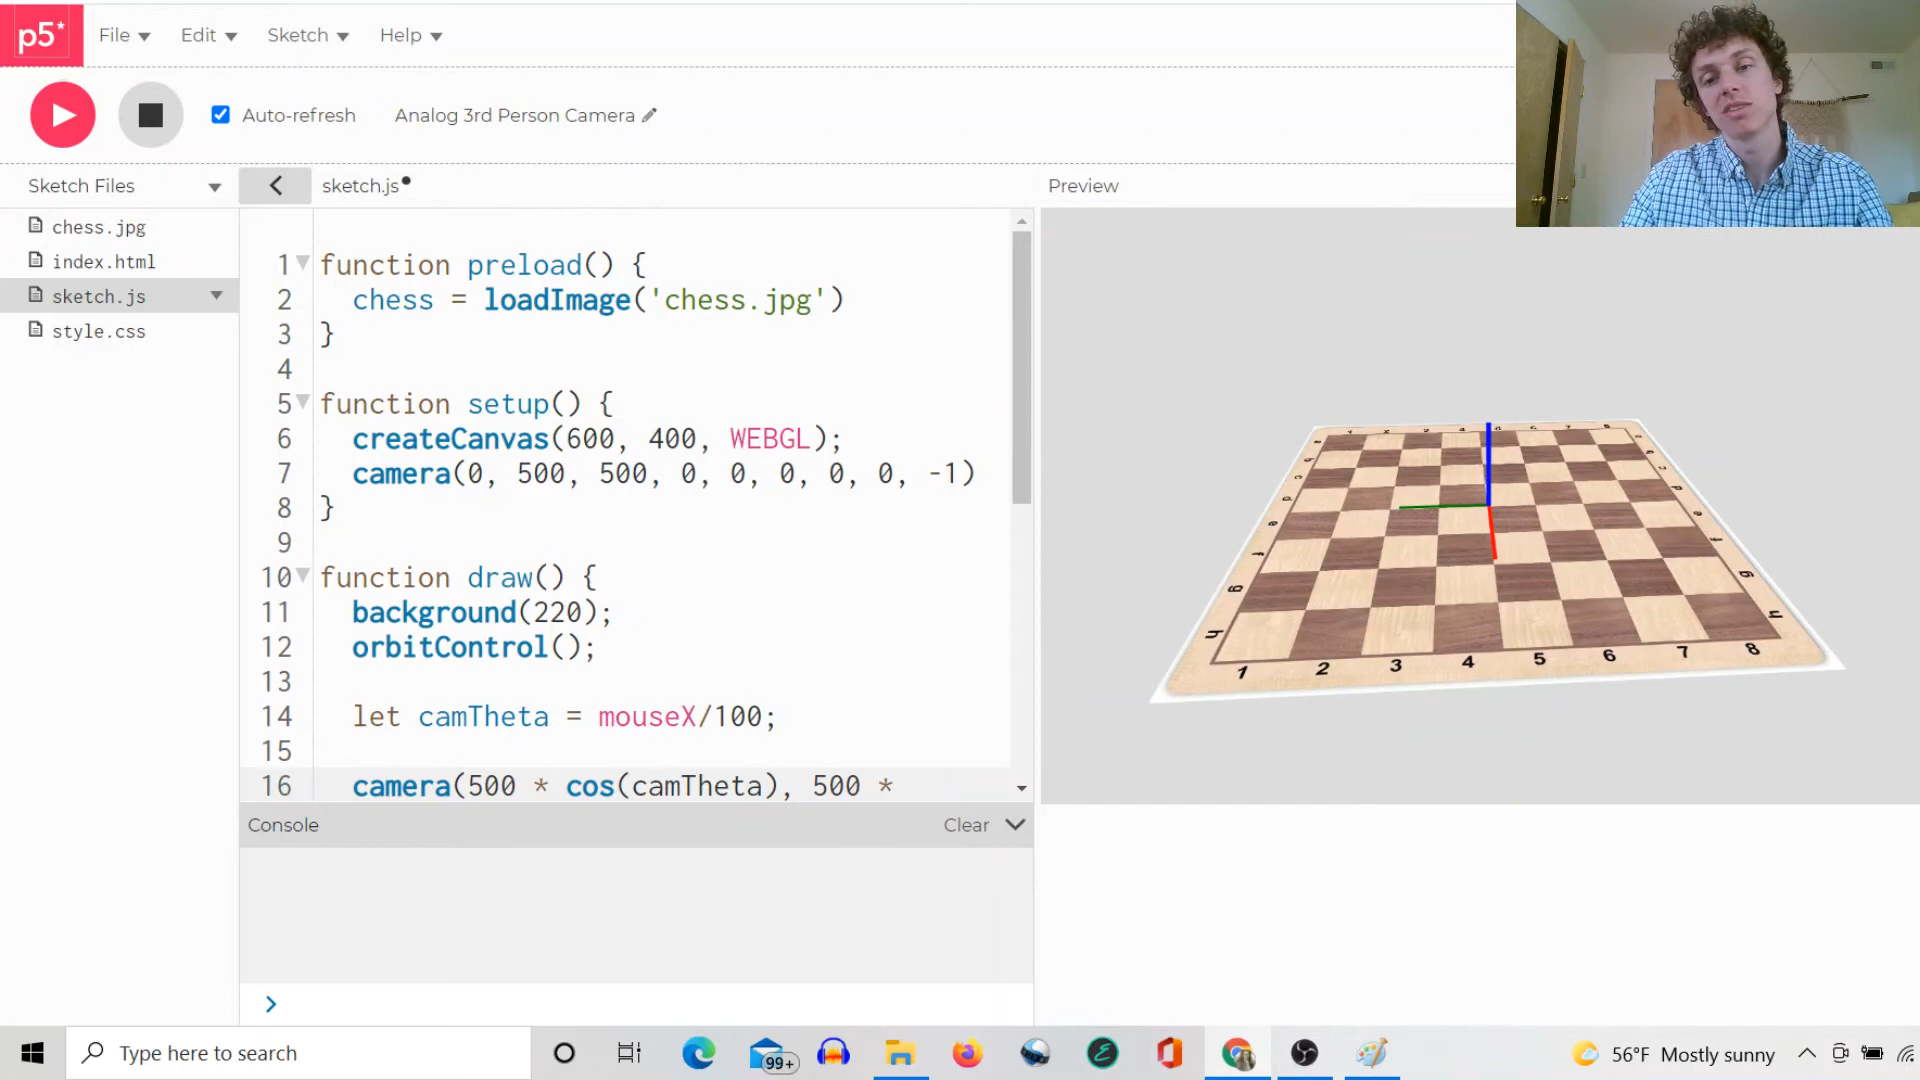 p5*
File Edit Sketch Help
Auto-refresh Analog 3rd Person Camera
Sketch Files
sketch.js
Preview
chess.jpg
index.html
sketch.js
style.css
1 function preload() {
2 chess = loadImage('chess.jpg')
3 }
4
5 function setup() {
6 createCanvas(600, 400, WEBGL);
7 camera(0, 500, 500, 0, 0, 0, 0, 0, -1)
8 }
9
10 function draw() {
11 background(220);
12 orbitControl();
13
14 let camTheta = mouseX/100;
15
16 camera(500 * cos(camTheta), 500 *
h
g
f
e
1 2 3 4 5 6 7 8
h
g
Console
Clear
>
Type here to search
99+
56°F Mostly sunny